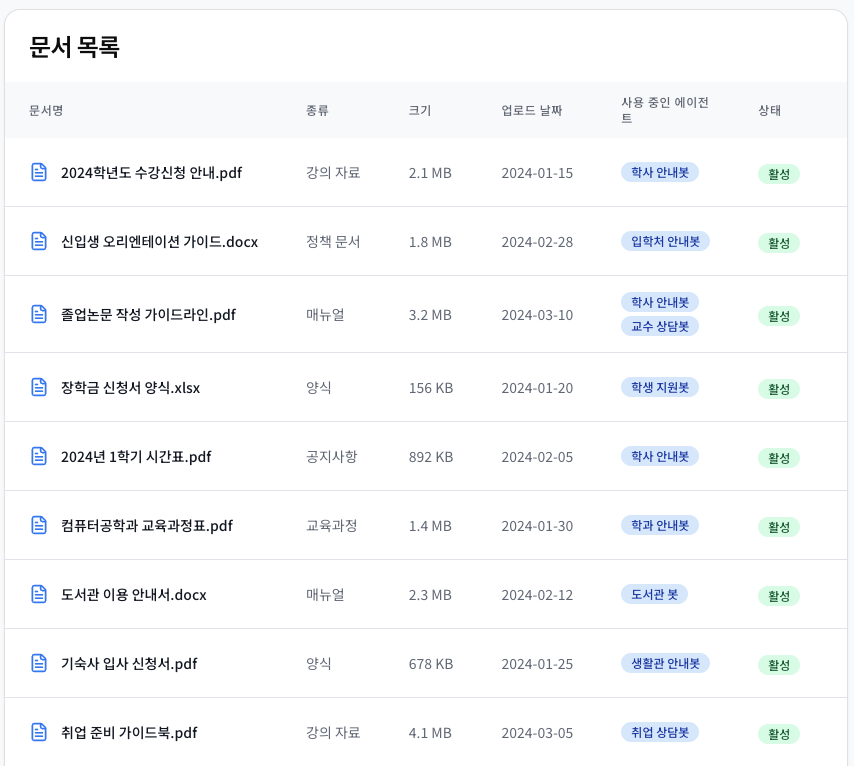 문서 목록
문서명 종류 크기 업로드 날짜 사용 중인 에이전
트 상태
2024학년도 수강신청 안내.pdf 강의 자료 2.1 MB 2024-01-15 학사 안내봇 활성
신입생 오리엔테이션 가이드.docx 정책 문서 1.8 MB 2024-02-28 입학처 안내봇 활성
졸업논문 작성 가이드라인.pdf 매뉴얼 3.2 MB 2024-03-10 학사 안내봇
교수 상담봇 활성
장학금 신청서 양식.xlsx 양식 156 KB 2024-01-20 학생 지원봇 활성
2024년 1학기 시간표.pdf 공지사항 892 KB 2024-02-05 학사 안내봇 활성
컴퓨터공학과 교육과정표.pdf 교육과정 1.4 MB 2024-01-30 학과 안내봇 활성
도서관 이용 안내서.docx 매뉴얼 2.3 MB 2024-02-12 도서관 봇 활성
기숙사 입사 신청서.pdf 양식 678 KB 2024-01-25 생활관 안내봇 활성
취업 준비 가이드북.pdf 강의 자료 4.1 MB 2024-03-05 취업 상담봇 활성